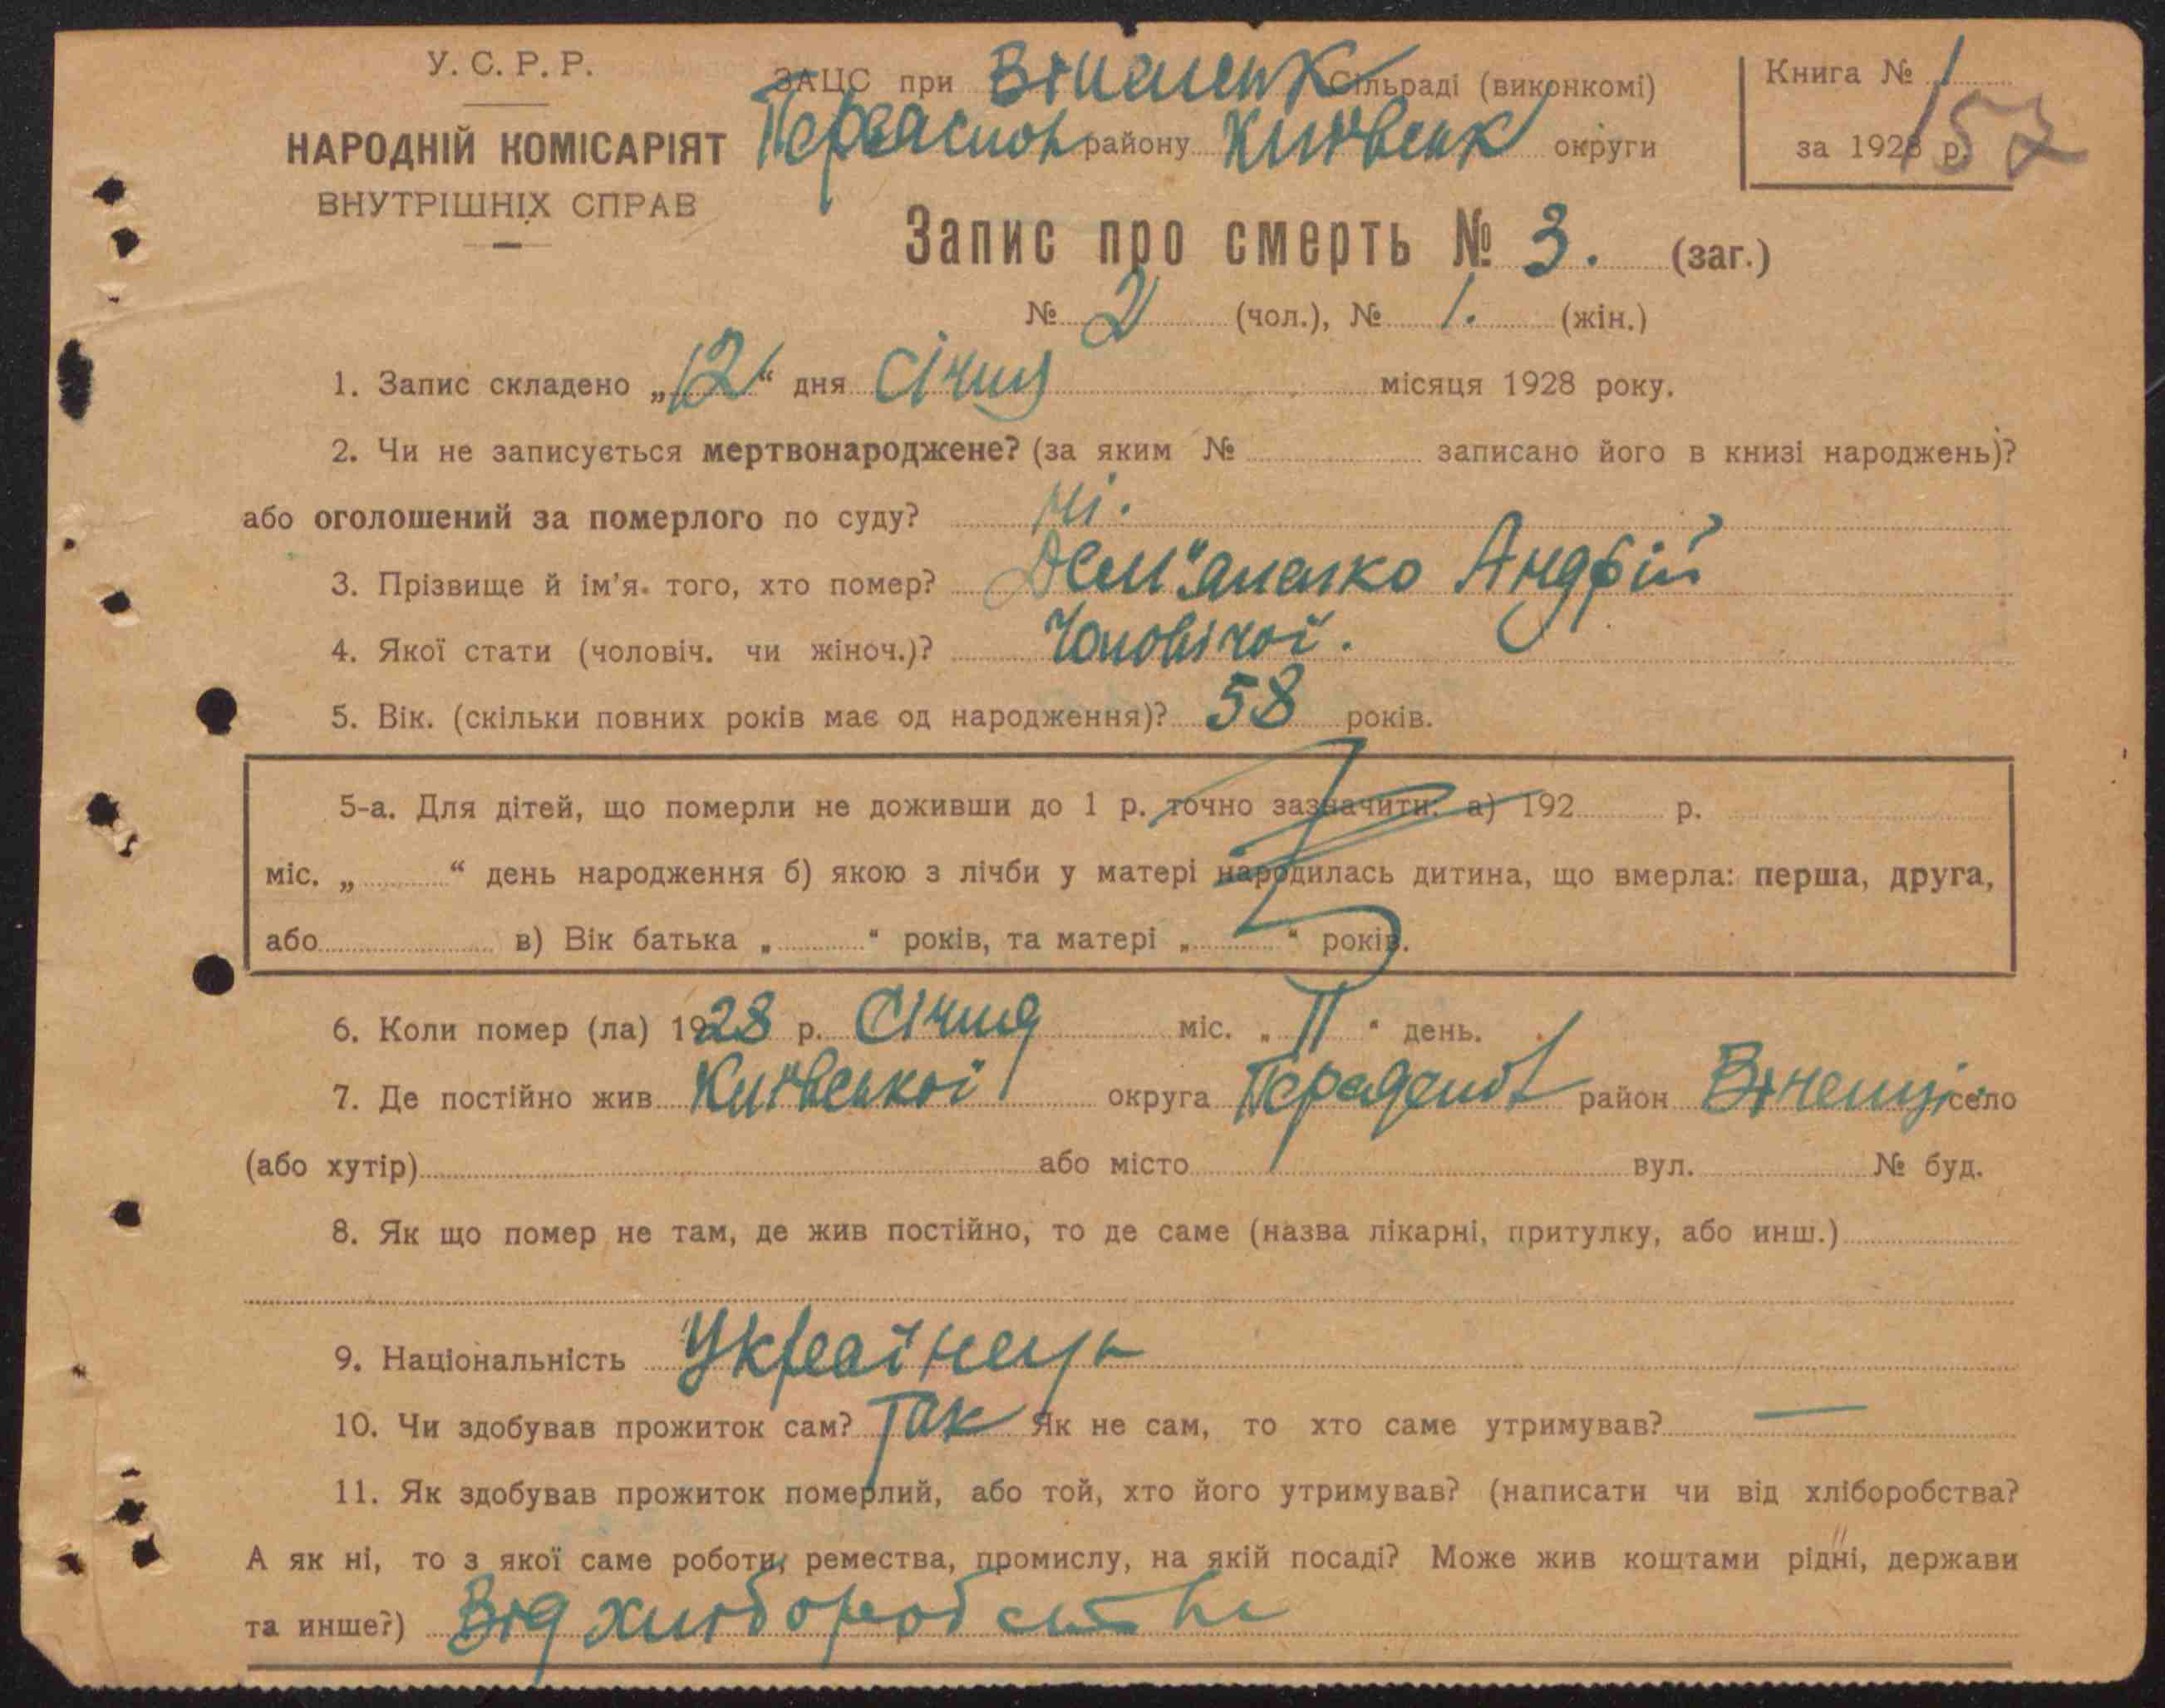 У. С. Р. Р.
НАРОДНІЙ КОМІСАРІЯТ
ВНУТРІШНІХ СПРАВ
ЗАЦС при Сільраді (виконкомі)
району Київськ округи
Книга № 1
за 1928 р.
157
Запис про смерть № 3. (заг.)
№ 2 (чол.), № 1. (жін.)
1. Запис складено „12“ дня Січня місяця 1928 року.
2. Чи не записується мертвонароджене? (за яким № записано його в книзі народжень)?
або оголошений за померлого по суду? Ні.
3. Прізвище й ім'я того, хто помер? Дем'яненко Андрій
4. Якої стати (чоловіч. чи жіноч.)? Чоловічої.
5. Вік. (скільки повних років має од народження)? 58 років.
5-а. Для дітей, що померли не доживши до 1 р. точно зазначити: а) 192 р.
міс. „ “ день народження б) якою з лічби у матері народилась дитина, що вмерла: перша, друга,
або в) Вік батька „ “ років, та матері „ “ років.
6. Коли помер (ла) 1928 р. Січня міс. „11“ день.
7. Де постійно жив Київської округа район село
(або хутір) або місто вул. № буд.
8. Як що помер не там, де жив постійно, то де саме (назва лікарні, притулку, або инш.)
9. Національність Українець
10. Чи здобував прожиток сам? Так Як не сам, то хто саме утримував? —
11. Як здобував прожиток померлий, або той, хто його утримував? (написати чи від хліборобства?
А як ні, то з якої саме роботи, ремества, промислу, на якій посаді? Може жив коштами рідні, держави
та инше?) Від хліборобства